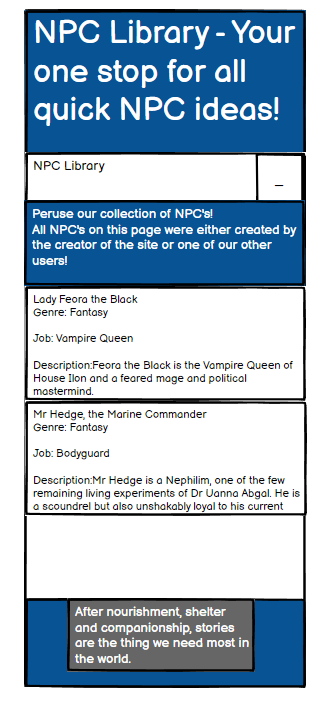 NPC Library - Your
one stop for all
quick NPC ideas!
NPC Library
_
Peruse our collection of NPC's!
All NPC's on this page were either created by
the creator of the site or one of our other
users!
Lady Feora the Black
Genre: Fantasy
Job: Vampire Queen
Description:Feora the Black is the Vampire Queen of
House Ilon and a feared mage and political
mastermind.
Mr Hedge, the Marine Commander
Genre: Fantasy
Job: Bodyguard
Description:Mr Hedge is a Nephilim, one of the few
remaining living experiments of Dr Uanna Abgal. He is
a scoundrel but also unshakably loyal to his current
After nourishment, shelter
and companionship, stories
are the thing we need most in
the world.